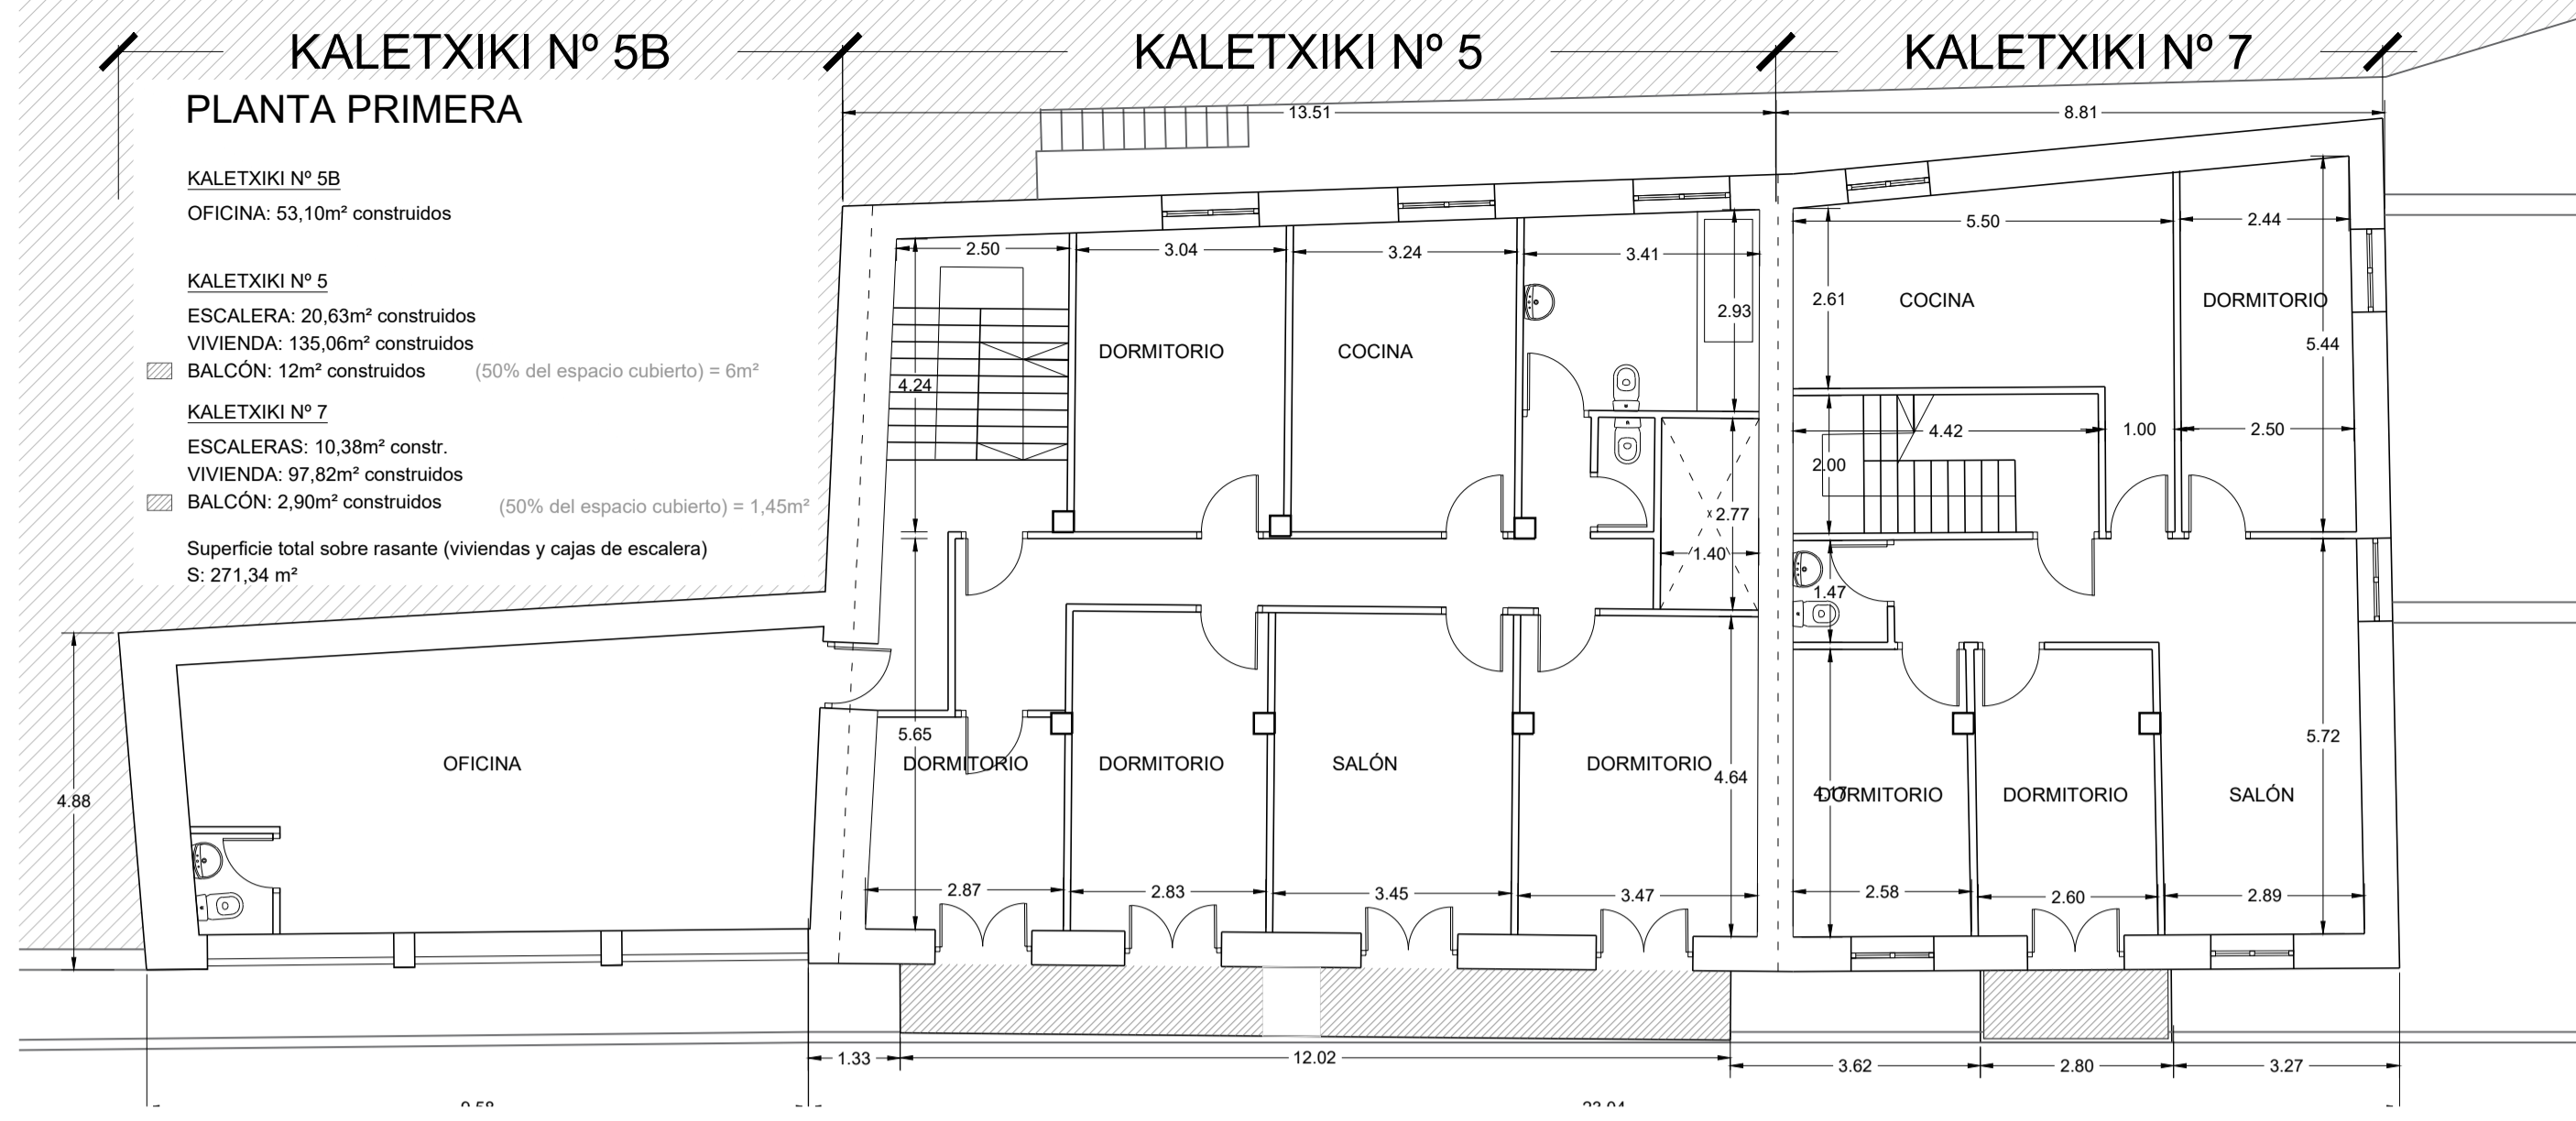 KALETXIKI Nº 5B
KALETXIKI Nº 5
KALETXIKI Nº 7
PLANTA PRIMERA
KALETXIKI Nº 5B
OFICINA: 53,10m² construidos
KALETXIKI Nº 5
ESCALERA: 20,63m² construidos
VIVIENDA: 135,06m² construidos
BALCÓN: 12m² construidos (50% del espacio cubierto) = 6m²
KALETXIKI Nº 7
ESCALERAS: 10,38m² constr.
VIVIENDA: 97,82m² construidos
BALCÓN: 2,90m² construidos (50% del espacio cubierto) = 1,45m²
Superficie total sobre rasante (viviendas y cajas de escalera)
S: 271,34 m²
13.51
8.81
2.50
3.04
3.24
3.41
5.50
2.44
2.93
2.61
COCINA
DORMITORIO
5.44
DORMITORIO
COCINA
4.24
4.42
1.00
2.50
2.00
2.77
1.40
1.47
5.65
5.72
OFICINA
DORMITORIO
DORMITORIO
SALÓN
DORMITORIO
4.64
4.17
DORMITORIO
DORMITORIO
SALÓN
4.88
2.87
2.83
3.45
3.47
2.58
2.60
2.89
1.33
12.02
3.62
2.80
3.27